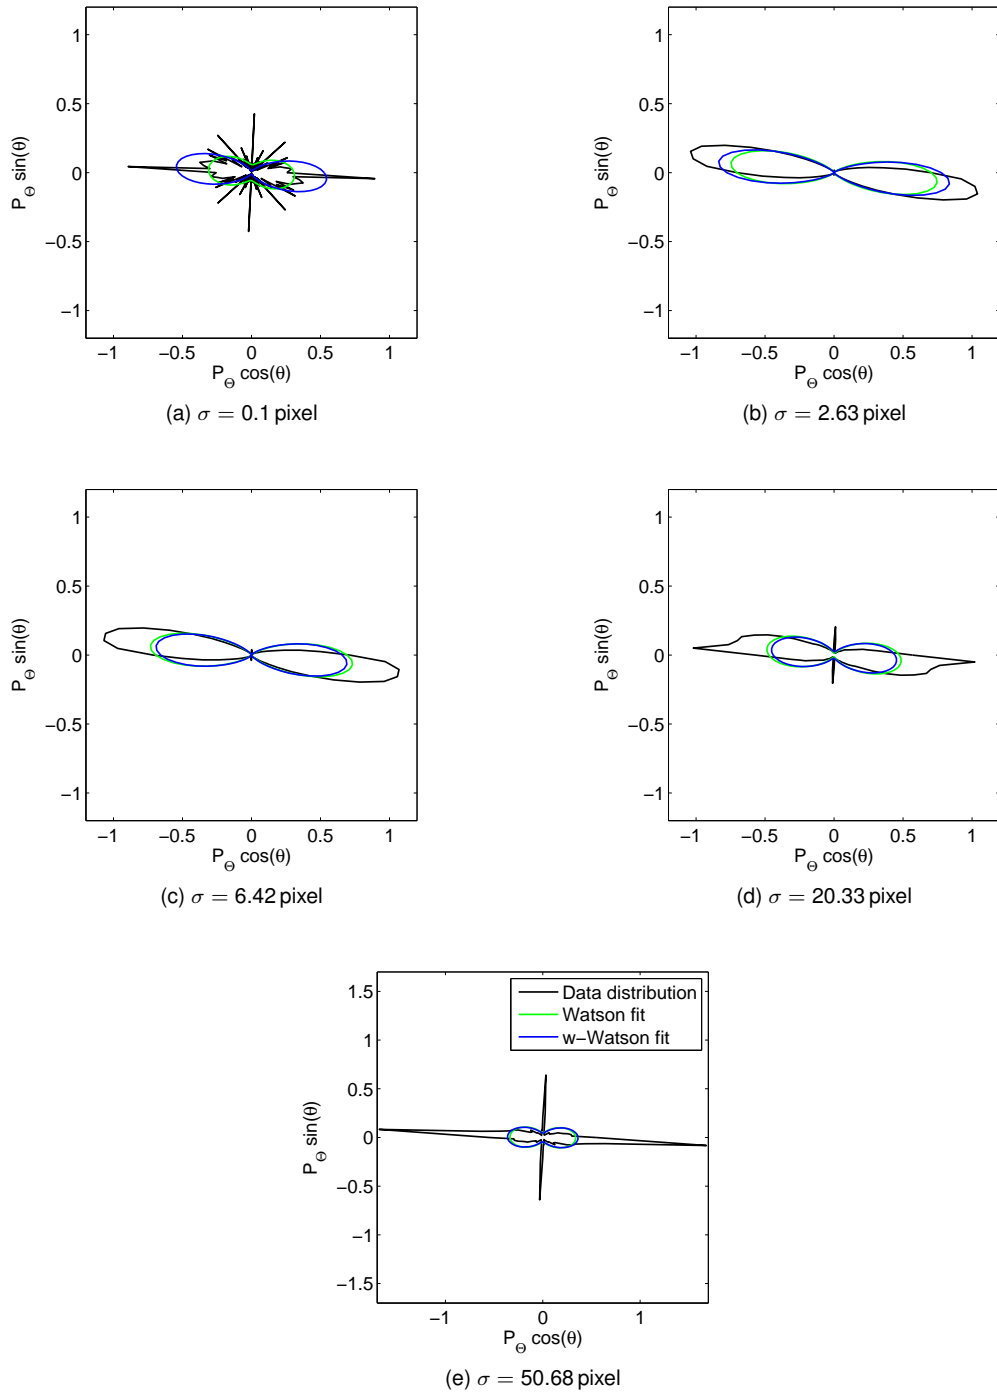 1
0.5
0
−0.5
−1
P_Θ sin(θ)
−1 −0.5 0 0.5 1
P_Θ cos(θ)
(a) σ = 0.1 pixel
1
0.5
0
−0.5
−1
P_Θ sin(θ)
−1 −0.5 0 0.5 1
P_Θ cos(θ)
(b) σ = 2.63 pixel
1
0.5
0
−0.5
−1
P_Θ sin(θ)
−1 −0.5 0 0.5 1
P_Θ cos(θ)
(c) σ = 6.42 pixel
1
0.5
0
−0.5
−1
P_Θ sin(θ)
−1 −0.5 0 0.5 1
P_Θ cos(θ)
(d) σ = 20.33 pixel
Data distribution
Watson fit
w−Watson fit
1.5
1
0.5
0
−0.5
−1
−1.5
P_Θ sin(θ)
−1 0 1
P_Θ cos(θ)
(e) σ = 50.68 pixel